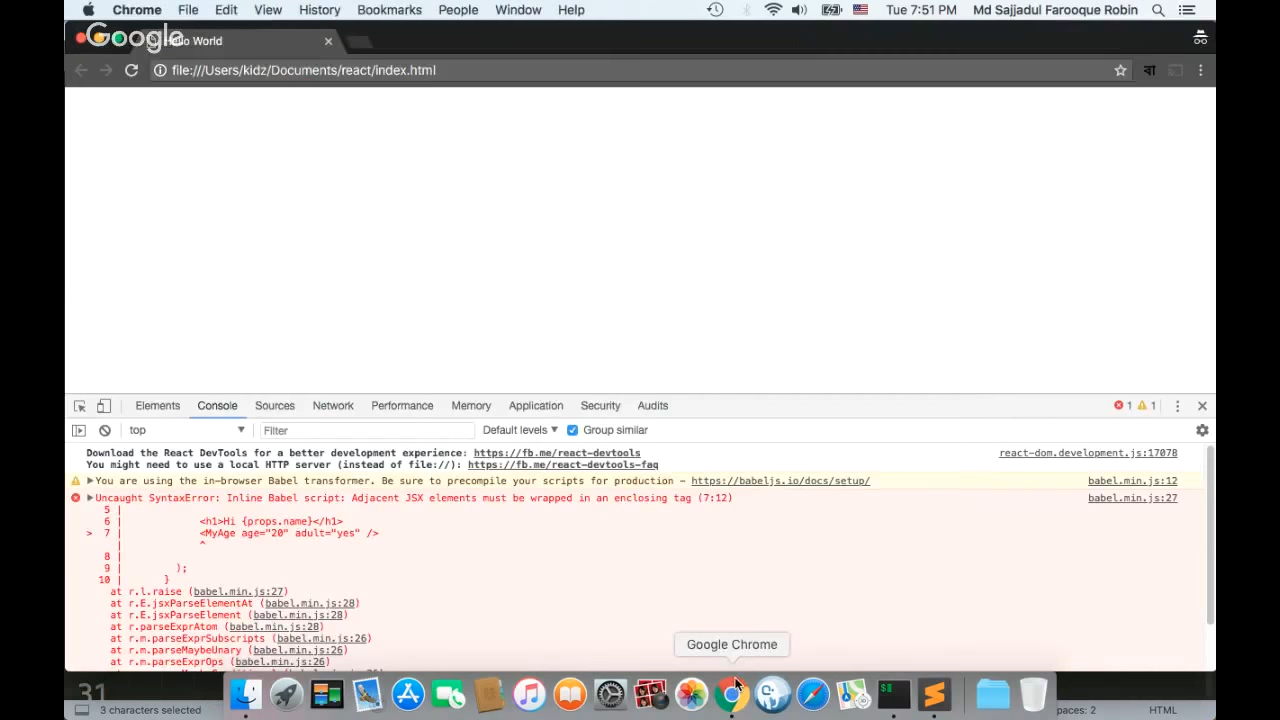 Chrome File Edit View History Bookmarks People Window Help Tue 7:51 PM Md Sajjadul Farooque Robin
Google
Hello World
file:///Users/kidz/Documents/react/index.html
বা
Elements Console Sources Network Performance Memory Application Security Audits 1 1
top Filter Default levels Group similar
Download the React DevTools for a better development experience: https://fb.me/react-devtools react-dom.development.js:17078
You might need to use a local HTTP server (instead of file://): https://fb.me/react-devtools-faq
You are using the in-browser Babel transformer. Be sure to precompile your scripts for production - https://babeljs.io/docs/setup/ babel.min.js:12
Uncaught SyntaxError: Inline Babel script: Adjacent JSX elements must be wrapped in an enclosing tag (7:12) babel.min.js:27
5 |
6 | <h1>Hi {props.name}</h1>
> 7 | <MyAge age="20" adult="yes" />
| ^
8 |
9 | );
10 | }
at r.l.raise (babel.min.js:27)
at r.E.jsxParseElementAt (babel.min.js:28)
at r.E.jsxParseElement (babel.min.js:28)
at r.parseExprAtom (babel.min.js:28)
at r.m.parseExprSubscripts (babel.min.js:26)
at r.m.parseMaybeUnary (babel.min.js:26)
at r.m.parseExprOps (babel.min.js:26)
Google Chrome
31
3 characters selected paces: 2 HTML